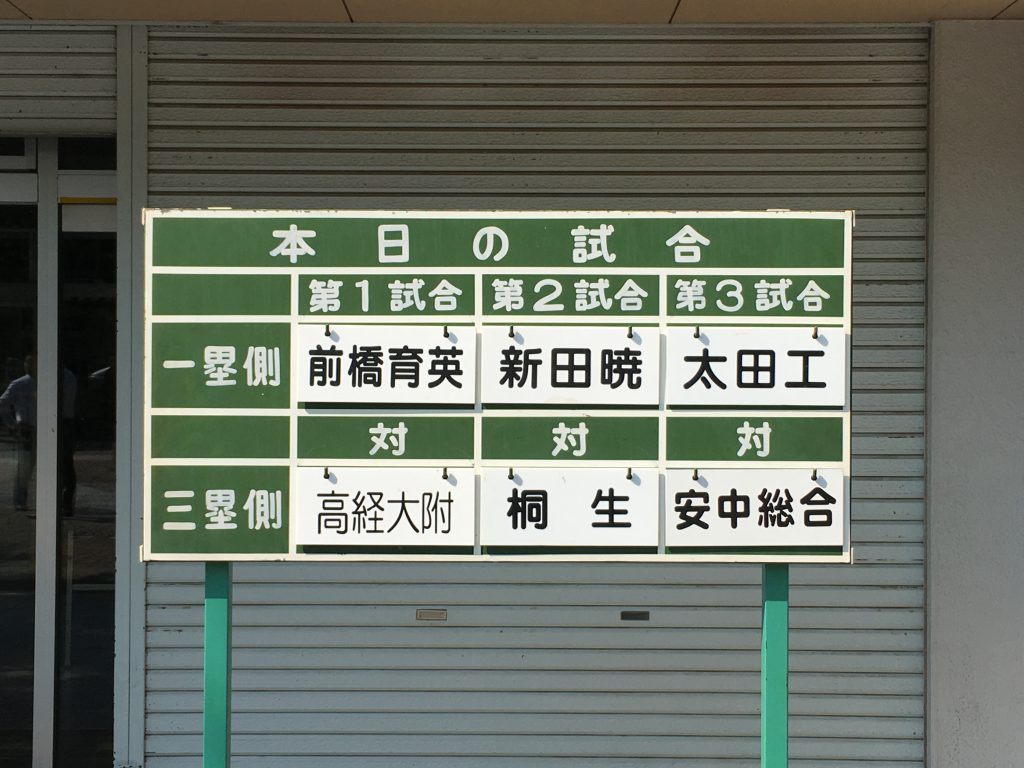 本日の試合
第1試合 第2試合 第3試合
一塁側 前橋育英 新田暁 太田工
対 対 対
三塁側 高経大附 桐生 安中総合